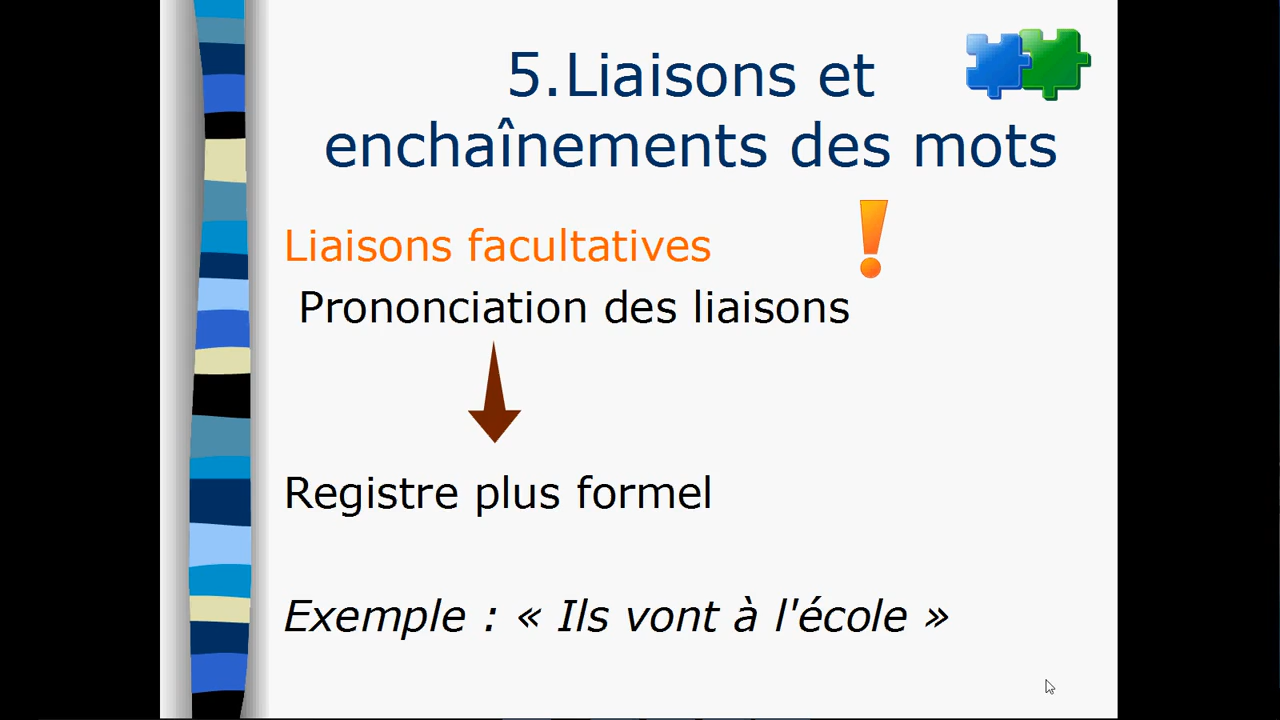 5.Liaisons et
enchaînements des mots
Liaisons facultatives
Prononciation des liaisons
Registre plus formel
Exemple : « Ils vont à l'école »